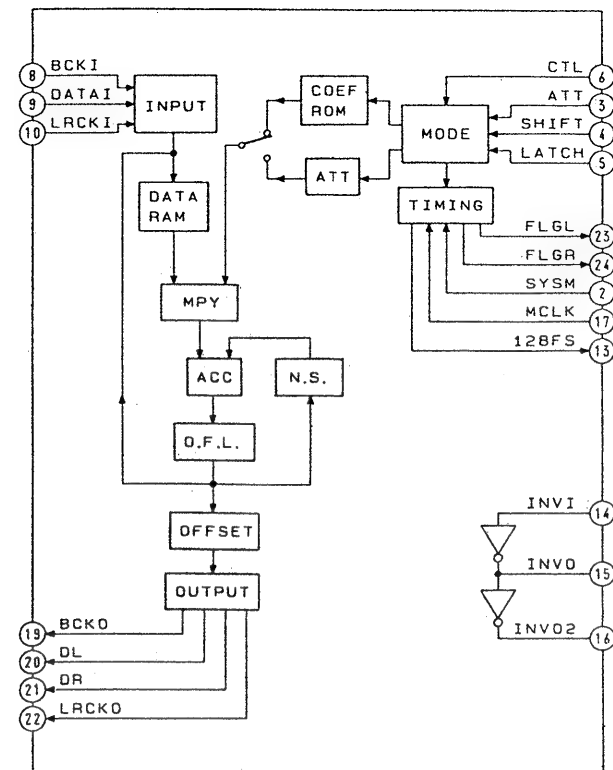 8 BCKI
9 DATAI
10 LRCKI
INPUT
DATA
RAM
MPY
ACC
N.S.
O.F.L.
OFFSET
OUTPUT
19 BCKO
20 DL
21 DR
22 LRCKO
COEF
ROM
ATT
MODE
TIMING
CTL 6
ATT 3
SHIFT 4
LATCH 5
FLGL 23
FLGR 24
SYSM 2
MCLK 17
128FS 13
INVI 14
INVO 15
INVO2 16